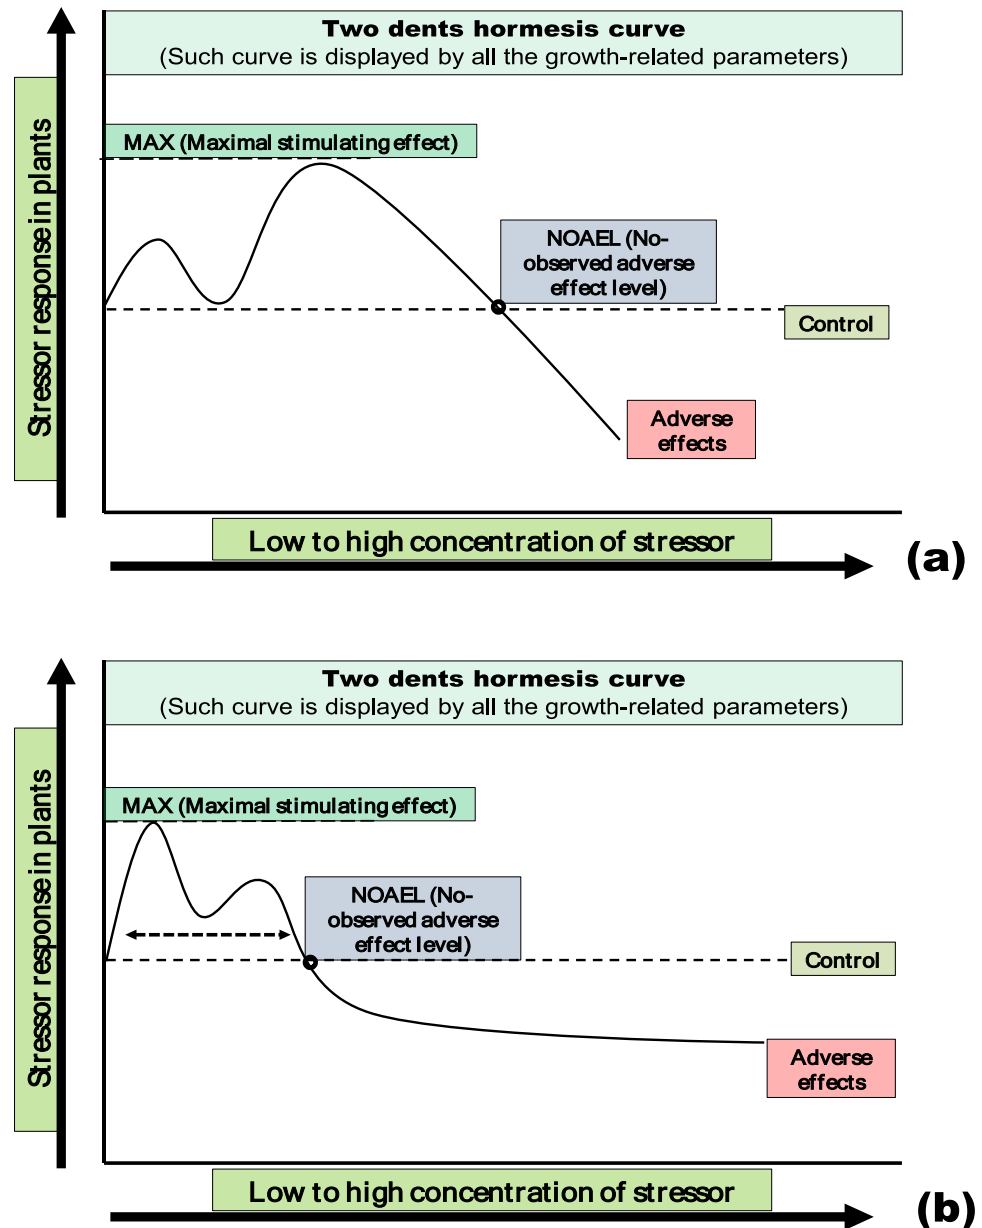 Two dents hormesis curve
(Such curve is displayed by all the growth-related parameters)
MAX (Maximal stimulating effect)
Stressor response in plants
NOAEL (No-
observed adverse
effect level)
Control
Adverse
effects
Low to high concentration of stressor
(a)
Two dents hormesis curve
(Such curve is displayed by all the growth-related parameters)
MAX (Maximal stimulating effect)
Stressor response in plants
NOAEL (No-
observed adverse
effect level)
Control
Adverse
effects
Low to high concentration of stressor
(b)